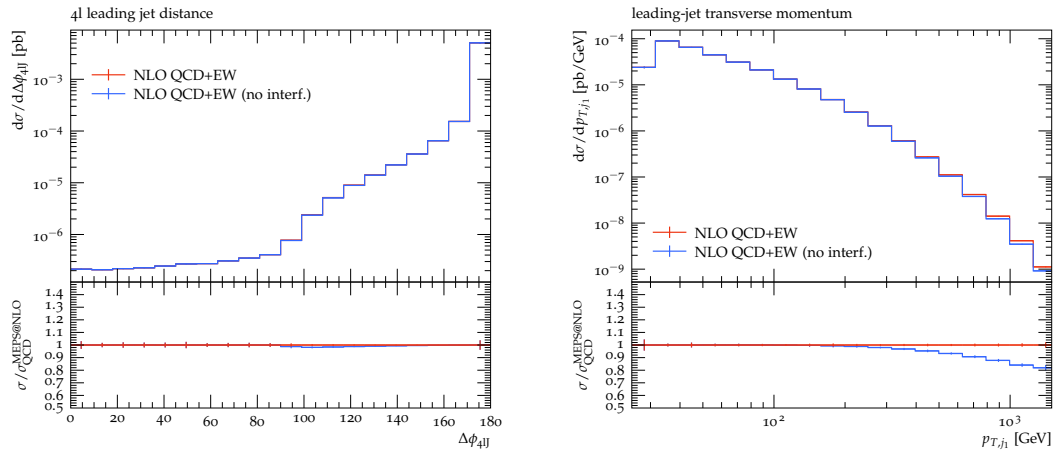 4l leading jet distance
dσ/dΔϕ4lJ [pb]
10−3
10−4
10−5
10−6
NLO QCD+EW
NLO QCD+EW (no interf.)
σ/σMEPS@NLO QCD
1.4
1.3
1.2
1.1
1
0.9
0.8
0.7
0.6
0.5
0 20 40 60 80 100 120 140 160 180
Δϕ4lJ
leading-jet transverse momentum
dσ/dpT,j1 [pb/GeV]
10−4
10−5
10−6
10−7
10−8
10−9
NLO QCD+EW
NLO QCD+EW (no interf.)
σ/σMEPS@NLO QCD
1.4
1.3
1.2
1.1
1
0.9
0.8
0.7
0.6
0.5
102 103
pT,j1 [GeV]